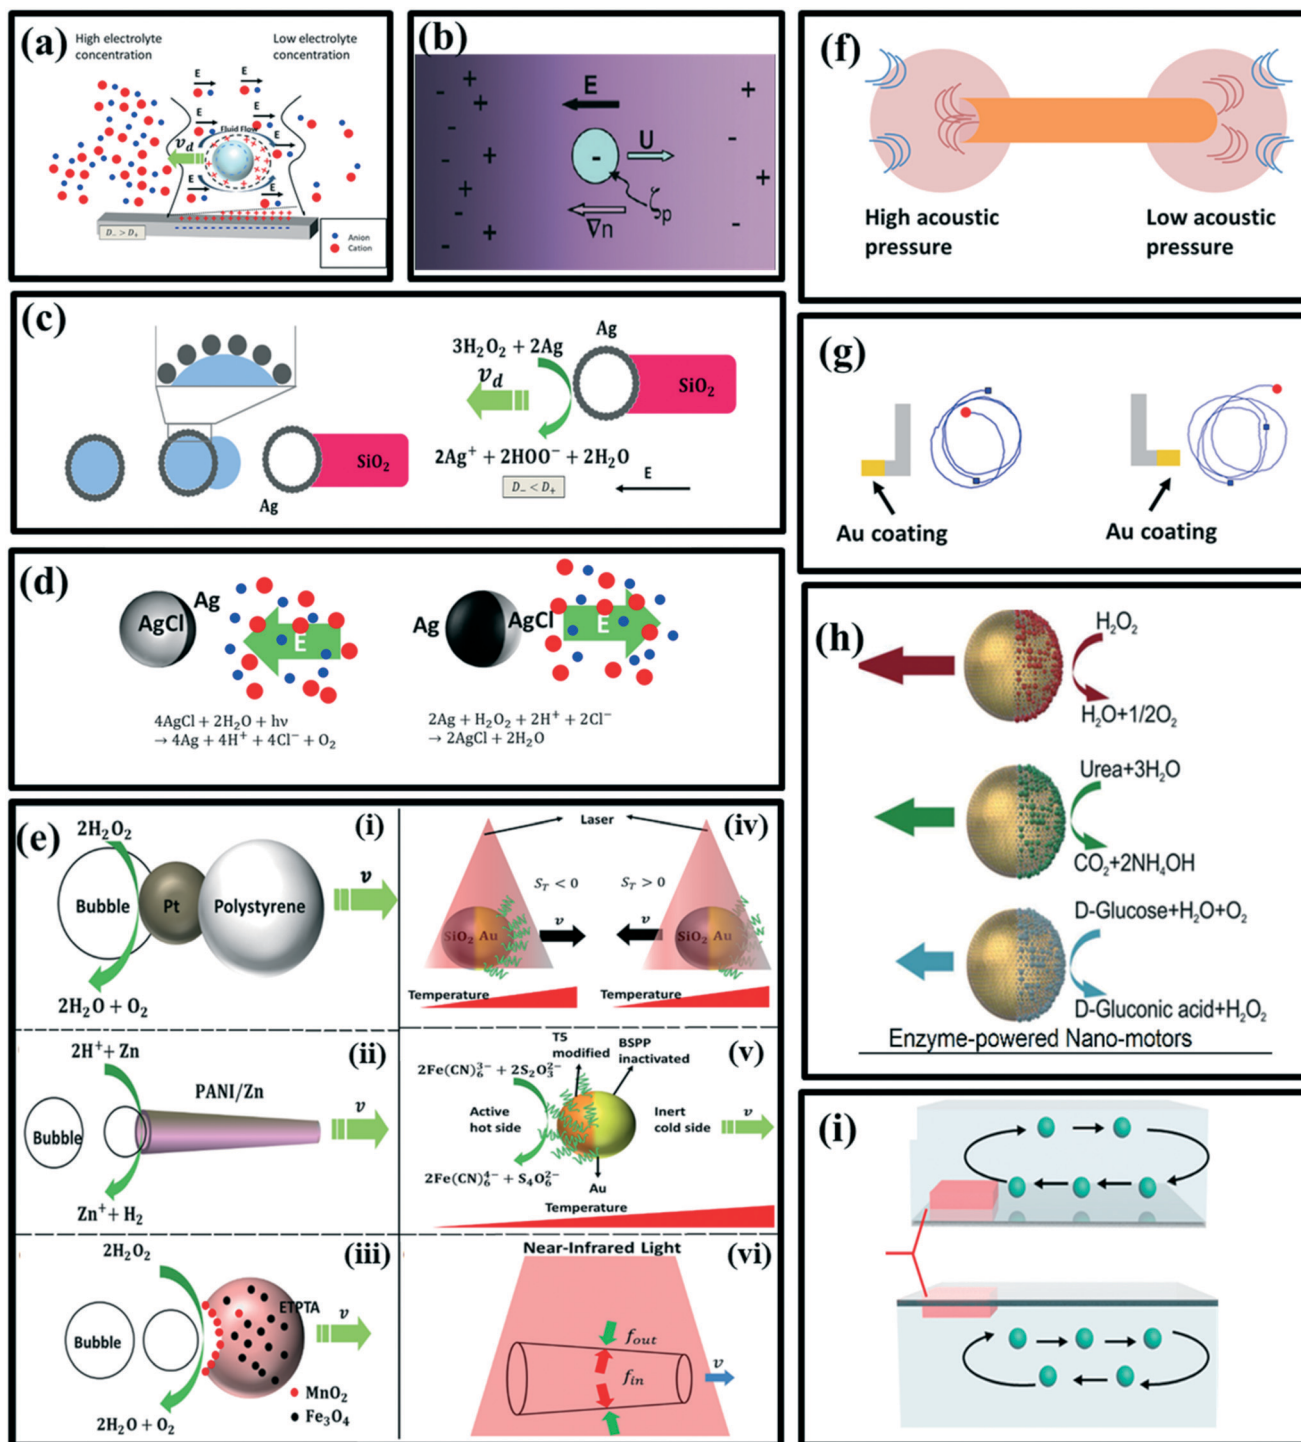 (a)
High electrolyte
concentration
Low electrolyte
concentration
E
E
E
E
Fluid Flow
E
v_d
E
E
E
E
D₋ > D₊
Anion
Cation
(b)
E
U
-
ζp
∇n
(c)
Ag
SiO₂
Ag
3H₂O₂ + 2Ag
v_d
SiO₂
2Ag⁺ + 2HOO⁻ + 2H₂O
D₋ < D₊
E
(d)
AgCl
Ag
E
4AgCl + 2H₂O + hν
→ 4Ag + 4H⁺ + 4Cl⁻ + O₂
Ag
AgCl
E
2Ag + H₂O₂ + 2H⁺ + 2Cl⁻
→ 2AgCl + 2H₂O
(e)
(i)
2H₂O₂
Bubble
Pt
Polystyrene
v
2H₂O + O₂
(ii)
2H⁺ + Zn
PANI/Zn
Bubble
v
Zn⁺ + H₂
(iii)
2H₂O₂
ETPTA
Bubble
v
MnO₂
Fe₃O₄
2H₂O + O₂
(iv)
Laser
S_T < 0
S_T > 0
SiO₂ Au
v
v
SiO₂ Au
Temperature
Temperature
(v)
T5
modified
BSPP
inactivated
2Fe(CN)₆³⁻ + 2S₂O₃²⁻
Active
hot side
Inert
cold side
v
2Fe(CN)₆⁴⁻ + S₄O₆²⁻
Au
Temperature
(vi)
Near-Infrared Light
f_out
f_in
v
(f)
High acoustic
pressure
Low acoustic
pressure
(g)
Au coating
Au coating
(h)
H₂O₂
H₂O+1/2O₂
Urea+3H₂O
CO₂+2NH₄OH
D-Glucose+H₂O+O₂
D-Gluconic acid+H₂O₂
Enzyme-powered Nano-motors
(i)